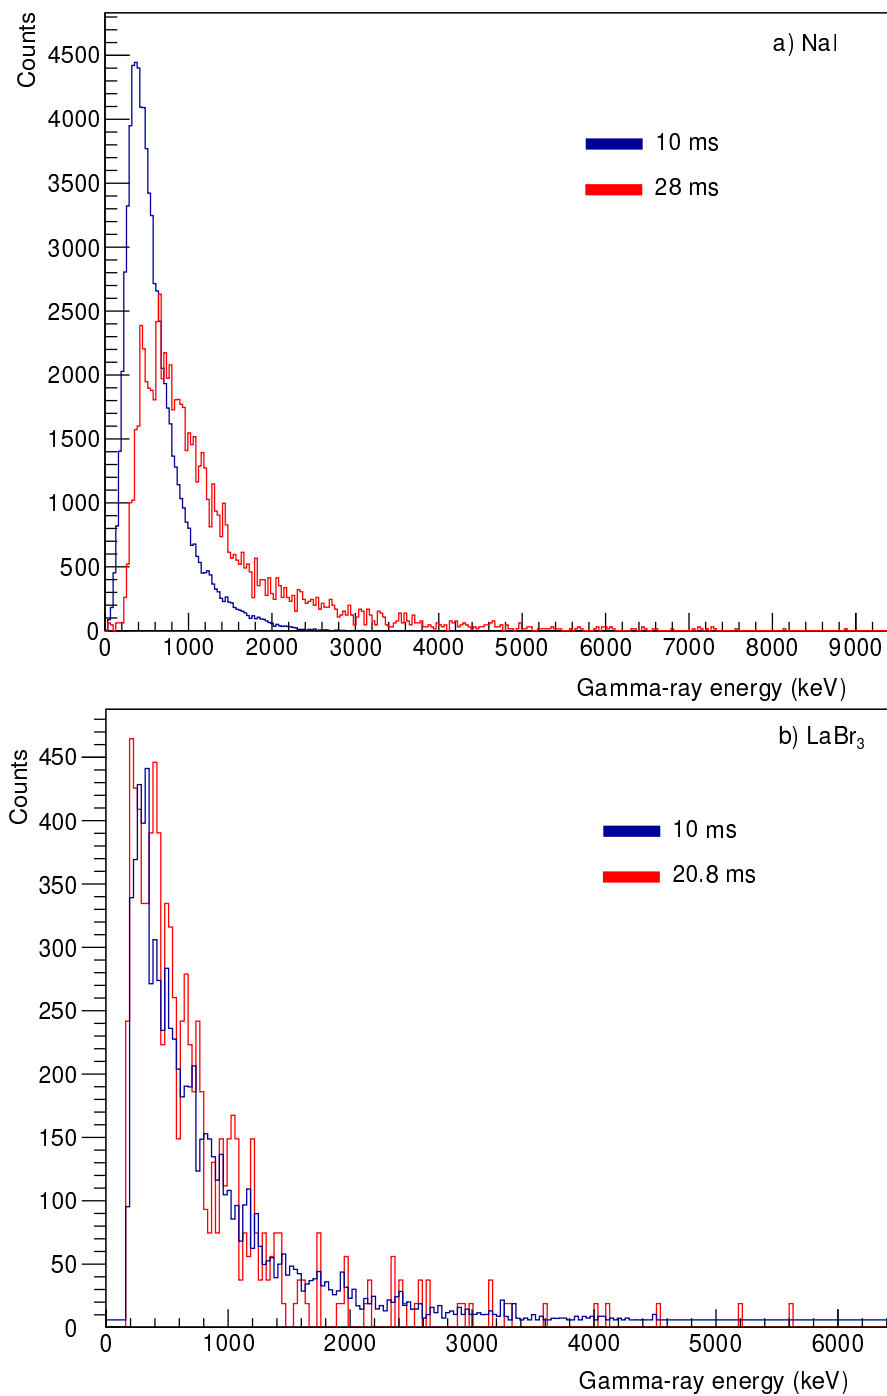 Counts
a) NaI
10 ms
28 ms
4500
4000
3500
3000
2500
2000
1500
1000
500
0
0 1000 2000 3000 4000 5000 6000 7000 8000 9000
Gamma-ray energy (keV)
Counts
b) LaBr₃
10 ms
20.8 ms
450
400
350
300
250
200
150
100
50
0
0 1000 2000 3000 4000 5000 6000
Gamma-ray energy (keV)